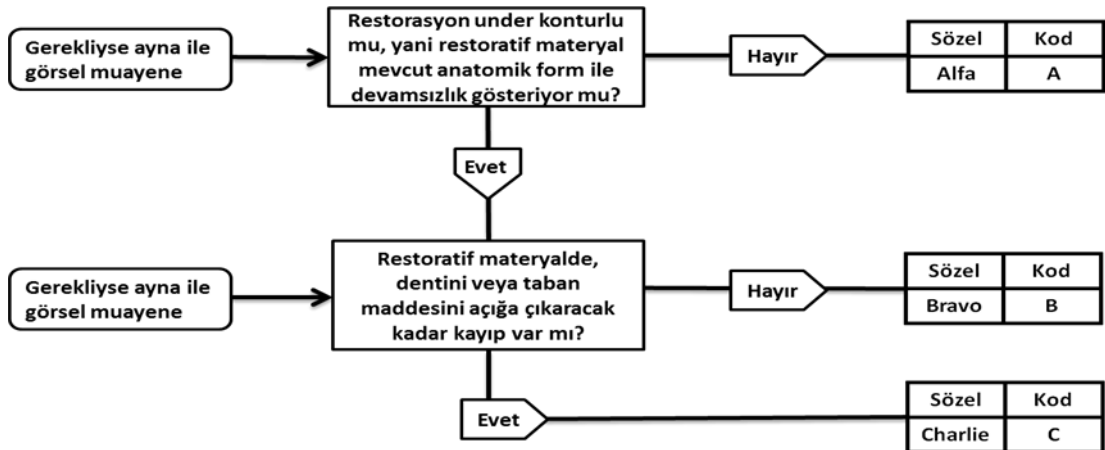 Gerekliyse ayna ile
görsel muayene
Restorasyon under konturlu
mu, yani restoratif materyal
mevcut anatomik form ile
devamsızlık gösteriyor mu?
Hayır
Sözel Kod
Alfa A
Evet
Gerekliyse ayna ile
görsel muayene
Restoratif materyalde,
dentini veya taban
maddesini açığa çıkaracak
kadar kayıp var mı?
Hayır
Sözel Kod
Bravo B
Evet
Sözel Kod
Charlie C